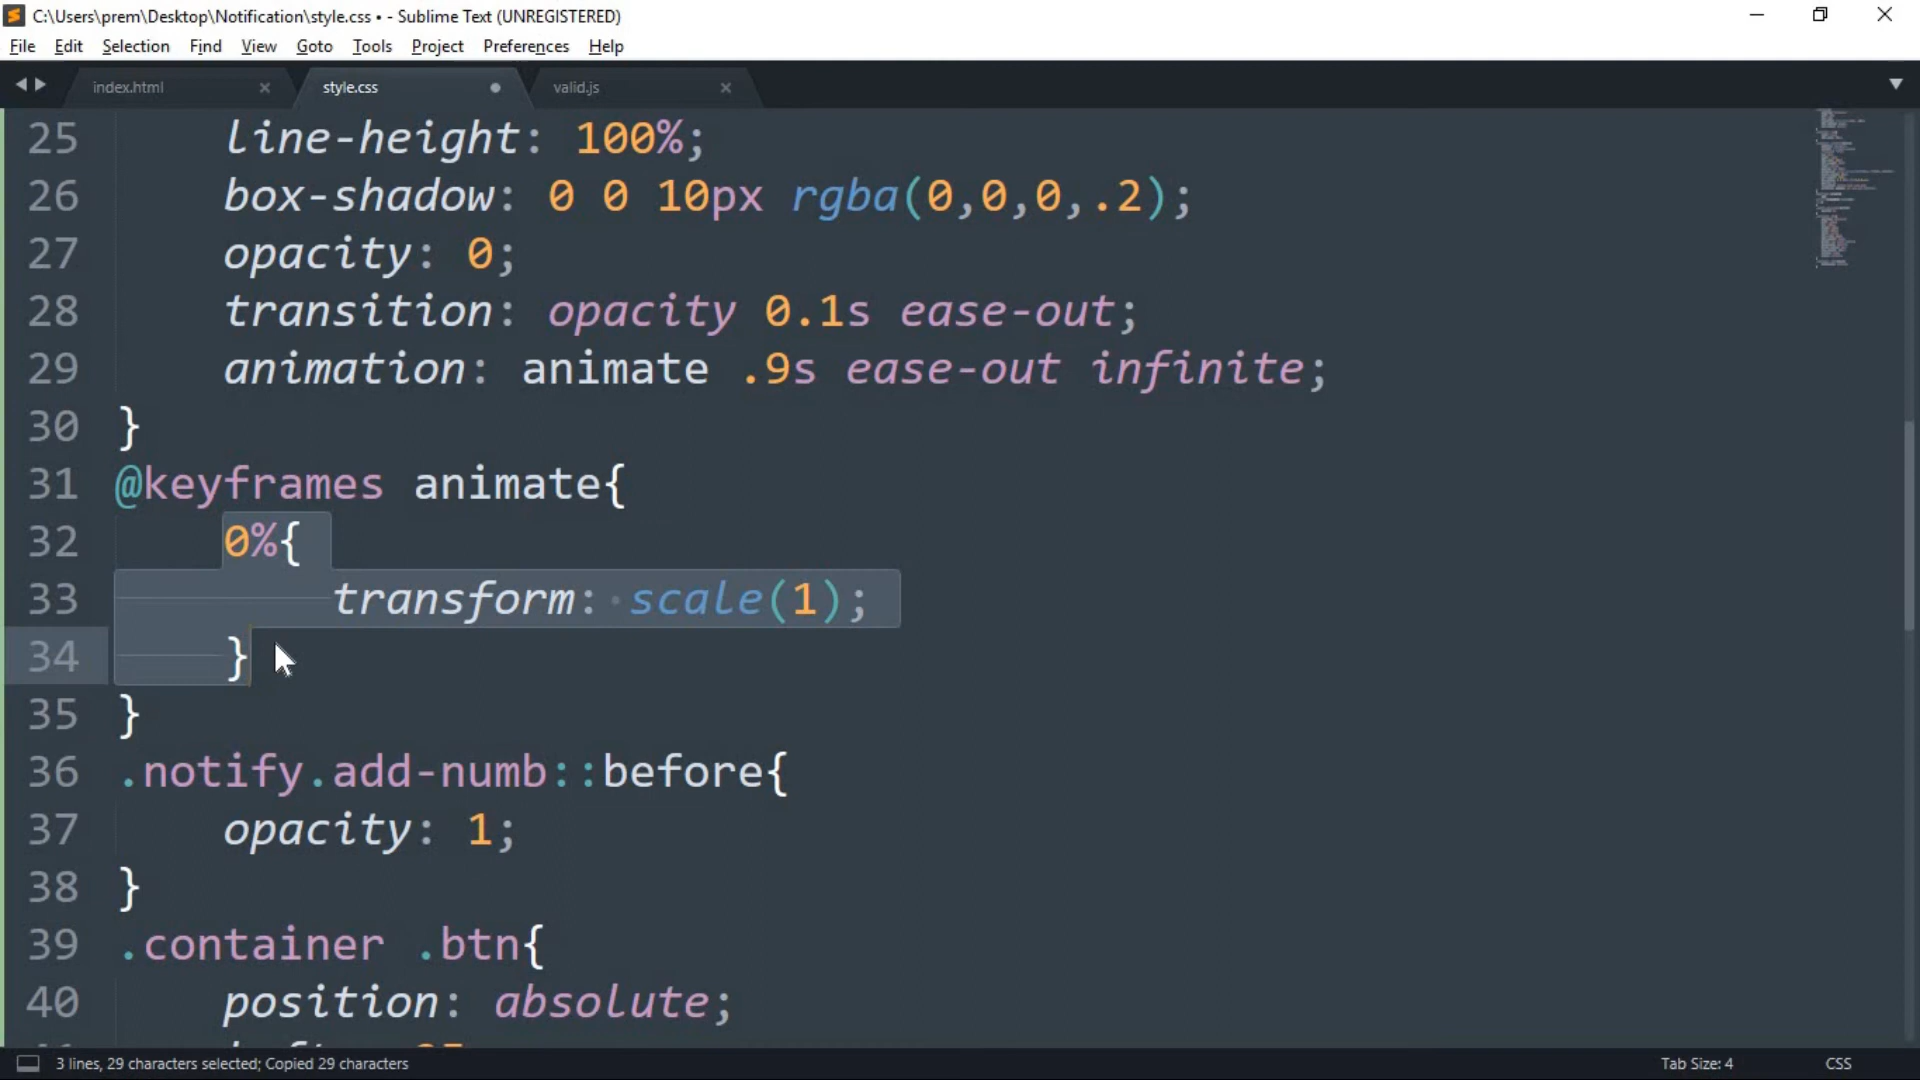 C:\Users\prem\Desktop\Notification\style.css • - Sublime Text (UNREGISTERED)
File Edit Selection Find View Goto Tools Project Preferences Help
index.html style.css valid.js
25 line-height: 100%;
26 box-shadow: 0 0 10px rgba(0,0,0,.2);
27 opacity: 0;
28 transition: opacity 0.1s ease-out;
29 animation: animate .9s ease-out infinite;
30 }
31 @keyframes animate{
32 0%{
33 transform: scale(1);
34 }
35 }
36 .notify.add-numb::before{
37 opacity: 1;
38 }
39 .container .btn{
40 position: absolute;
3 lines, 29 characters selected; Copied 29 characters Tab Size: 4 CSS